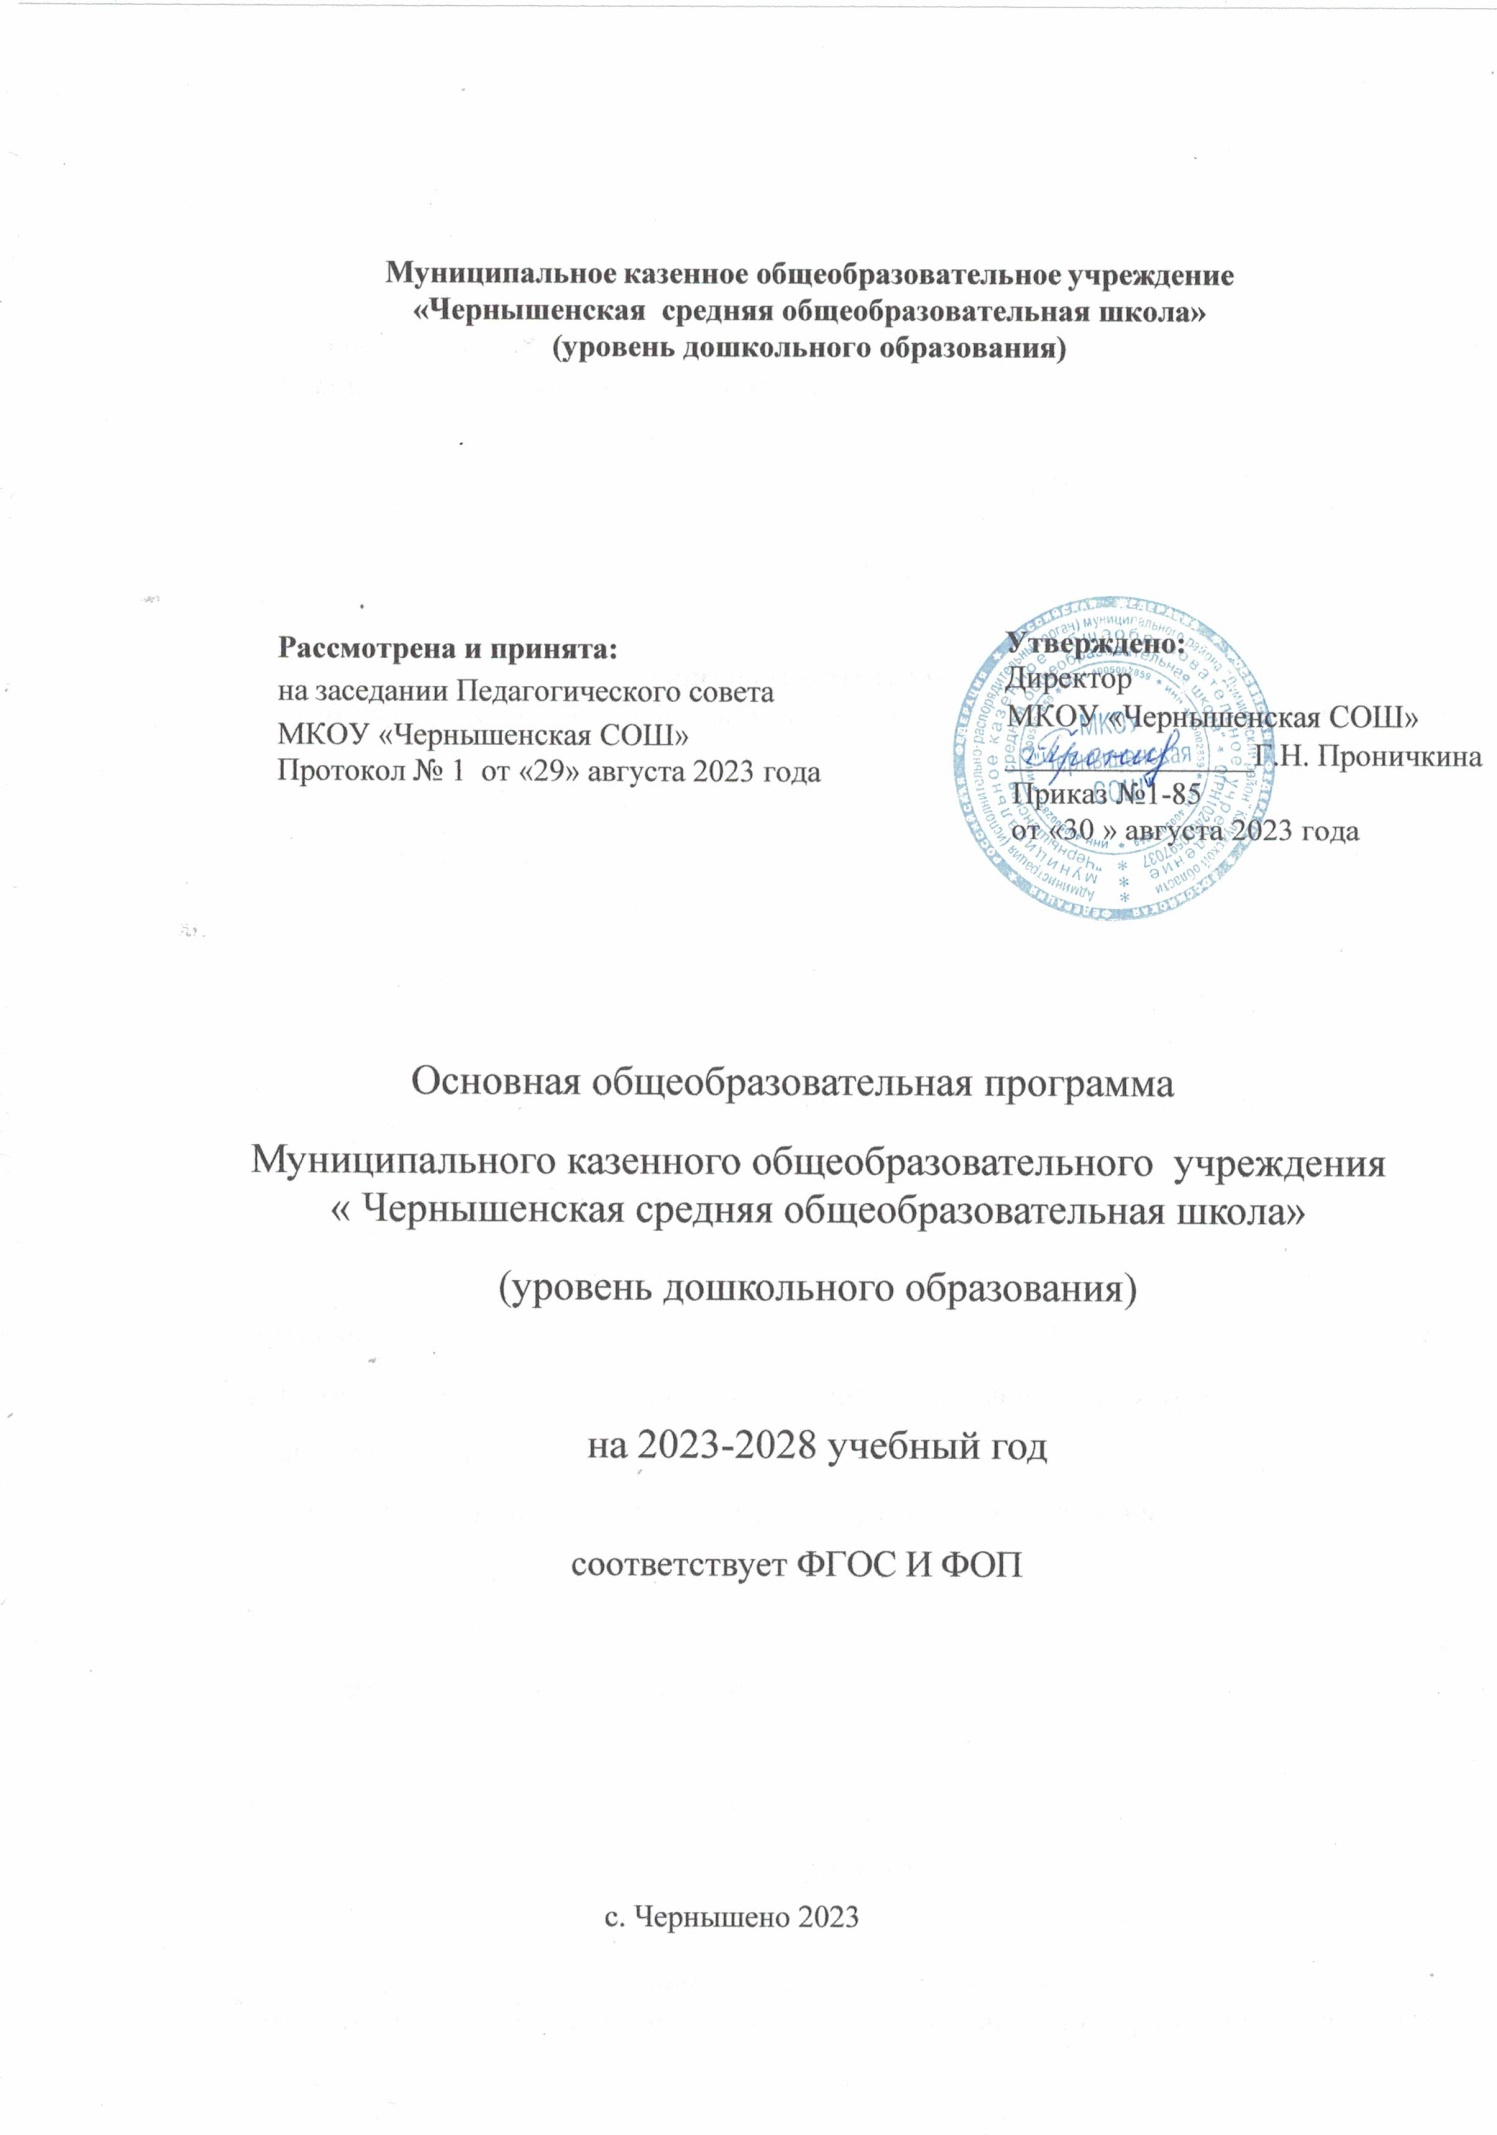 Муниципальное казенное общеобразовательное учреждение
«Чернышенская  средняя общеобразовательная школа»
(уровень дошкольного образования)
Рассмотрена и принята:
на заседании Педагогического совета
МКОУ «Чернышенская СОШ»
Протокол № 1  от «29» августа 2023 года
Утверждено:
Директор
МКОУ «Чернышенская СОШ»
Г.Н. Проничкина
Приказ №1-85
от «30 » августа 2023 года
МКОУ
СОШ
Основная общеобразовательная программа
Муниципального казенного общеобразовательного  учреждения
« Чернышенская средняя общеобразовательная школа»
(уровень дошкольного образования)
на 2023-2028 учебный год
соответствует ФГОС И ФОП
с. Чернышено 2023